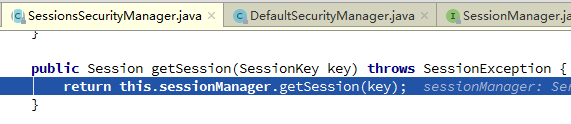 SessionsSecurityManager.java × DefaultSecurityManager.java × SessionManager.ja
}
public Session getSession(SessionKey key) throws SessionException {
return this.sessionManager.getSession(key); sessionManager: Ser
}